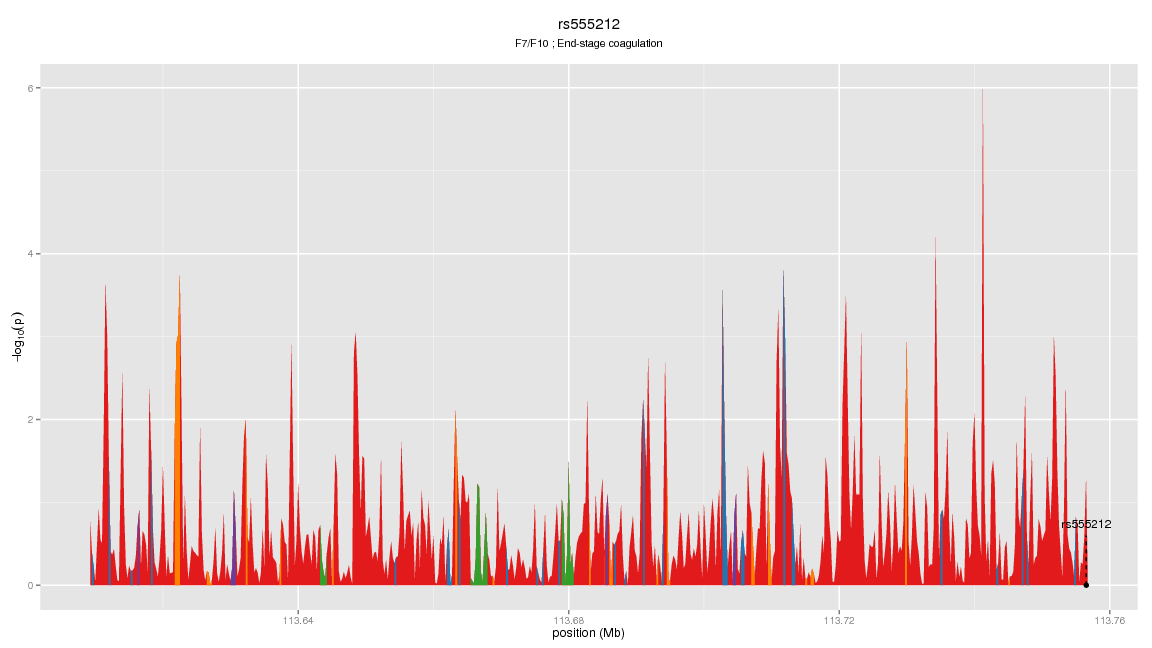 rs555212
F7/F10 ; End-stage coagulation
6
4
2
0
−log10(p)
rs555212
113.64
113.68
113.72
113.76
position (Mb)